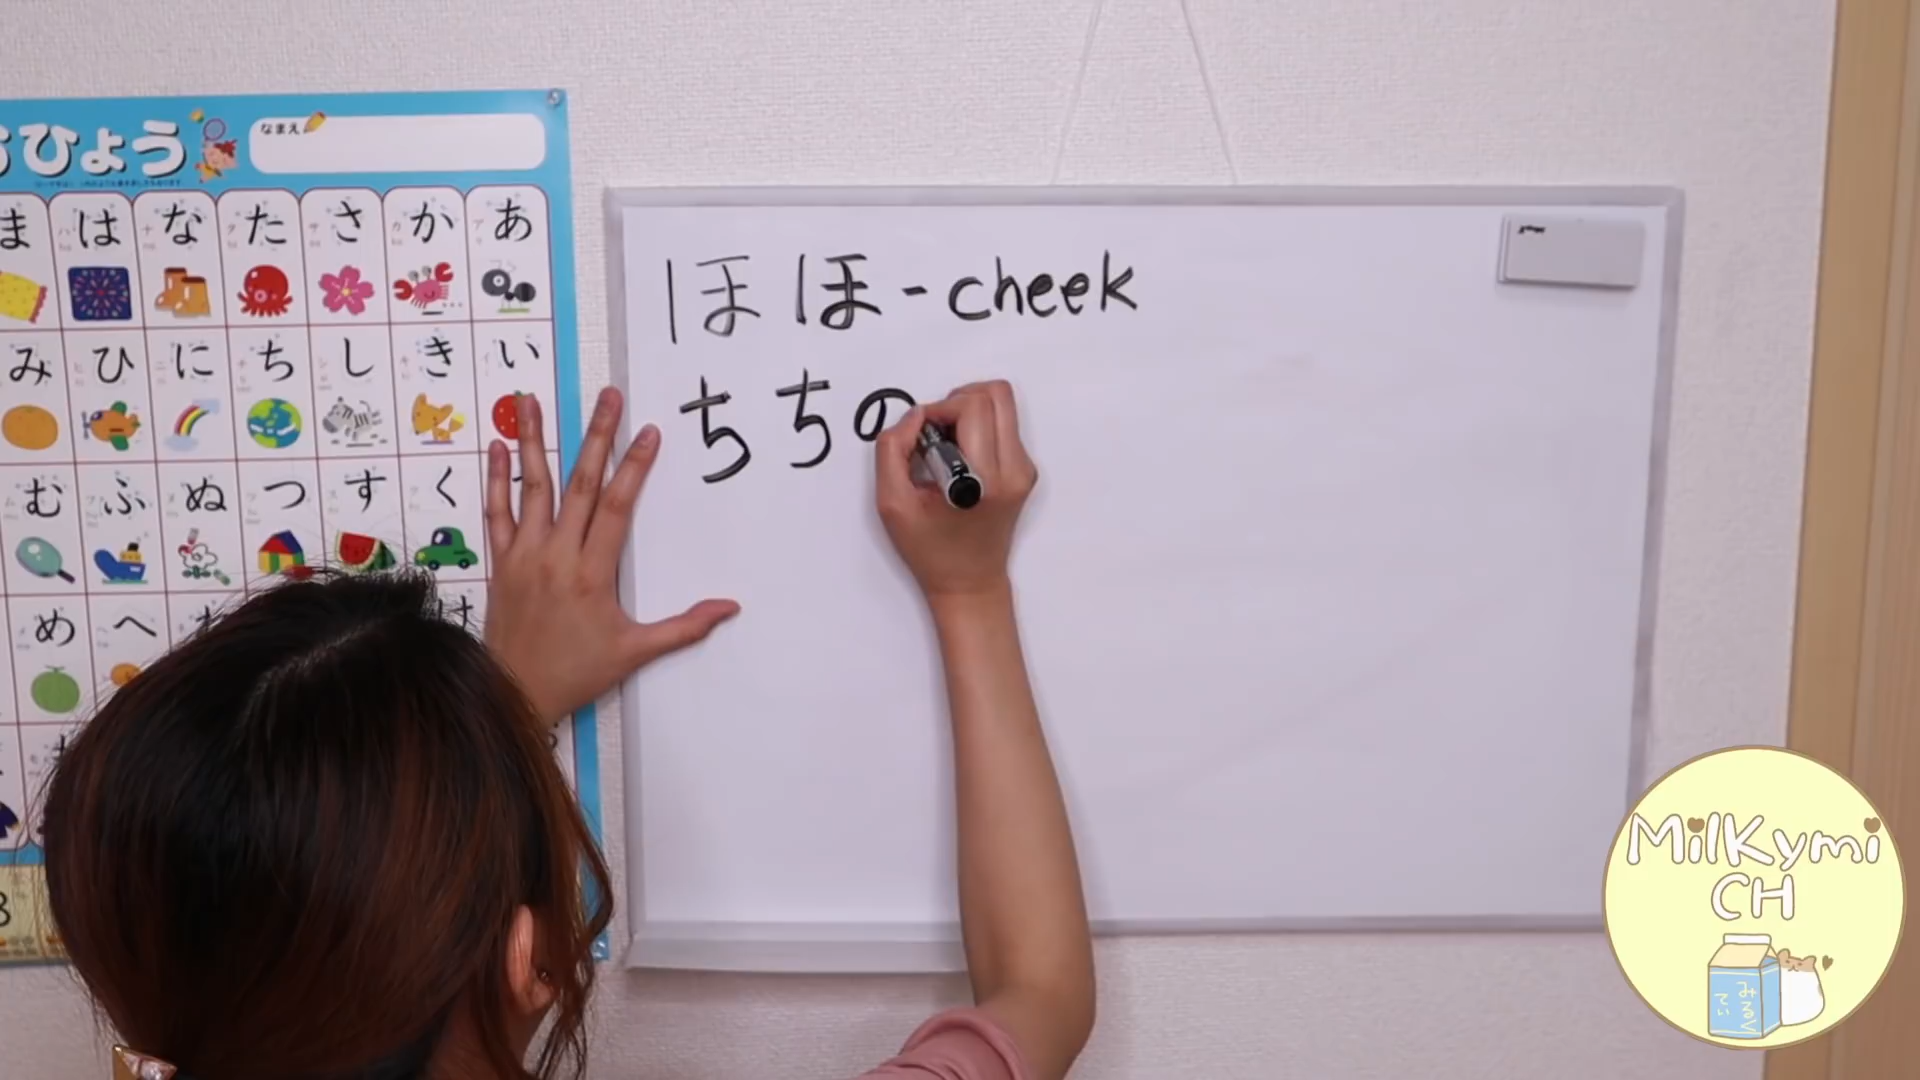 ひょう
なまえ
ま は な た さ か あ
み ひ に ち し き い
む ふ ぬ つ す く
め へ け
ほほ - cheek
ちちの
MilKymi
CH
みるく
てぃ